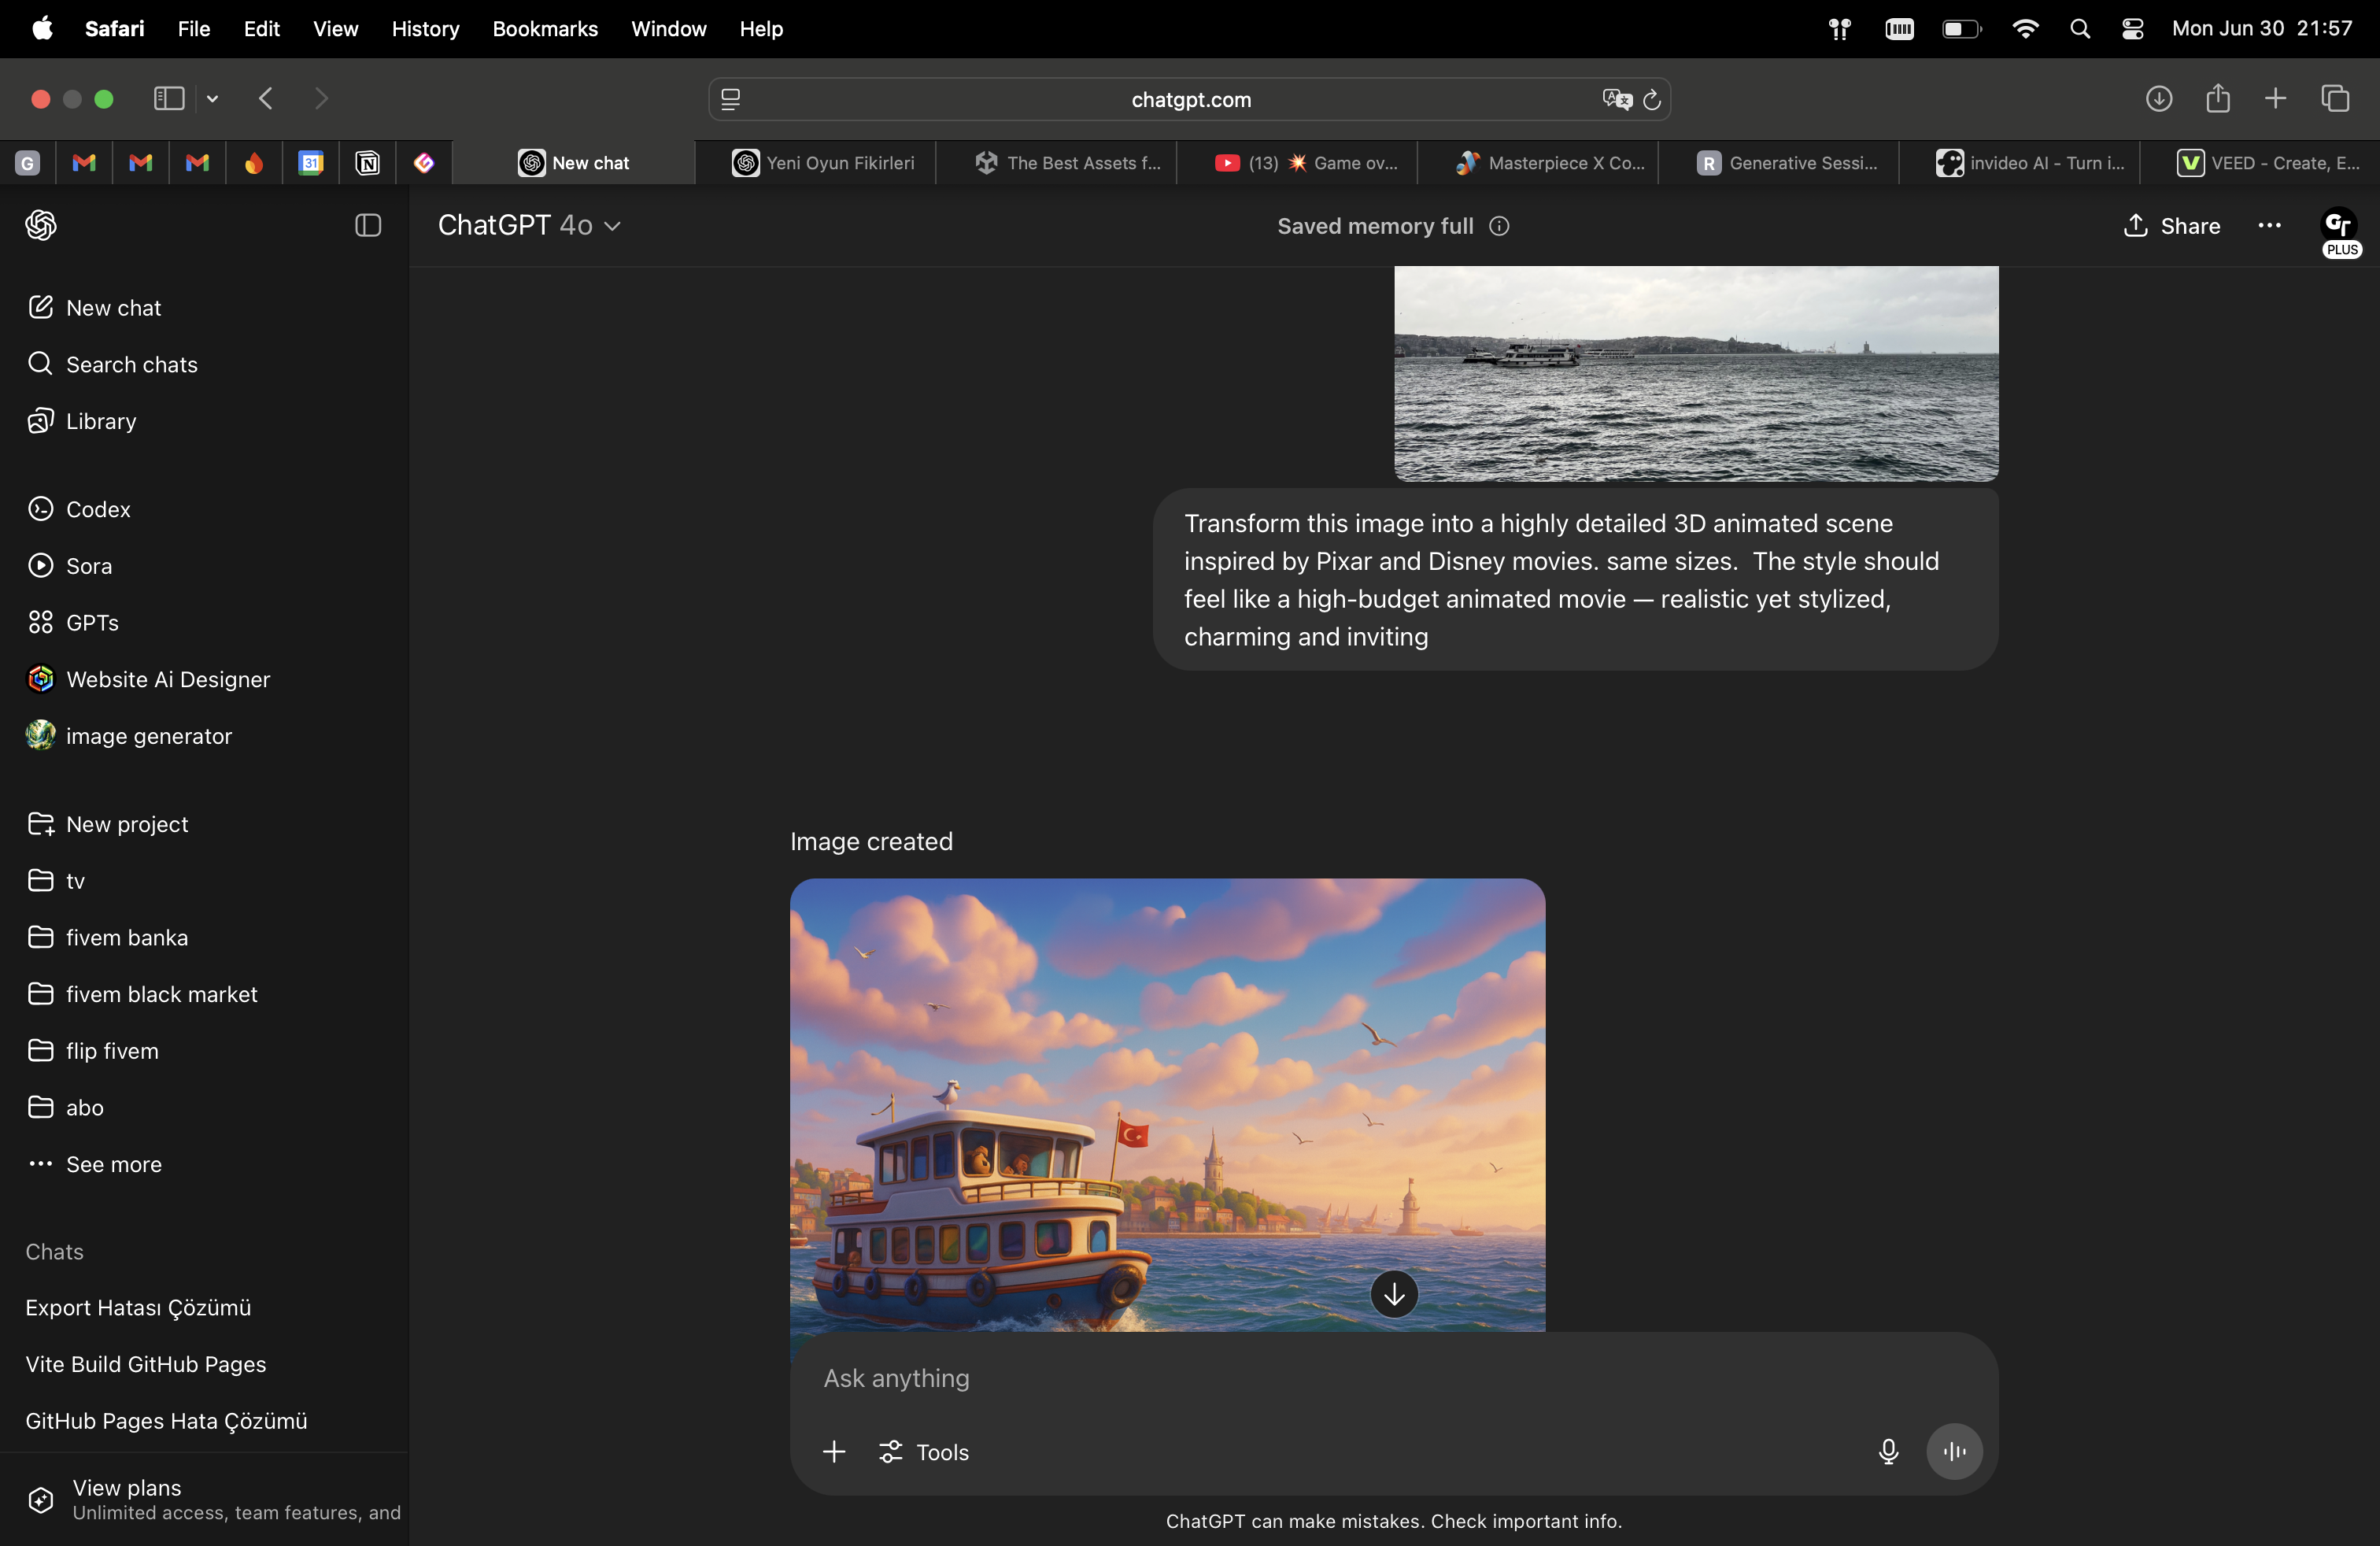 Safari File Edit View History Bookmarks Window Help Mon Jun 30 21:57
chatgpt.com
G 31 New chat Yeni Oyun Fikirleri The Best Assets f... (13) 💥 Game ov... Masterpiece X Co... R Generative Sessi... invideo AI - Turn i... V VEED - Create, E...
ChatGPT 4o Saved memory full Share
PLUS
New chat
Search chats
Library
Codex
Sora
GPTs
Website Ai Designer
image generator
New project
tv
fivem banka
fivem black market
flip fivem
abo
See more
Chats
Export Hatası Çözümü
Vite Build GitHub Pages
GitHub Pages Hata Çözümü
View plans
Unlimited access, team features, and
Transform this image into a highly detailed 3D animated scene
inspired by Pixar and Disney movies. same sizes.  The style should
feel like a high-budget animated movie — realistic yet stylized,
charming and inviting
Image created
Ask anything
Tools
ChatGPT can make mistakes. Check important info.